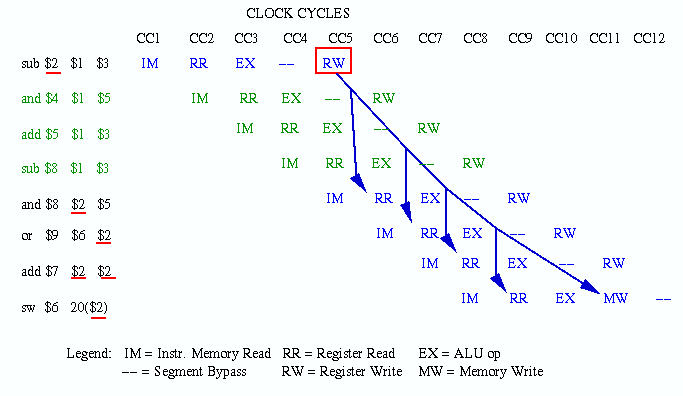 CLOCK CYCLES
CC1 CC2 CC3 CC4 CC5 CC6 CC7 CC8 CC9 CC10 CC11 CC12
sub $2 $1 $3 IM RR EX -- RW
and $4 $1 $5 IM RR EX -- RW
add $5 $1 $3 IM RR EX -- RW
sub $8 $1 $3 IM RR EX -- RW
and $8 $2 $5 IM RR EX -- RW
or $9 $6 $2 IM RR EX -- RW
add $7 $2 $2 IM RR EX -- RW
sw $6 20($2) IM RR EX MW --
Legend: IM = Instr. Memory Read RR = Register Read EX = ALU op
-- = Segment Bypass RW = Register Write MW = Memory Write